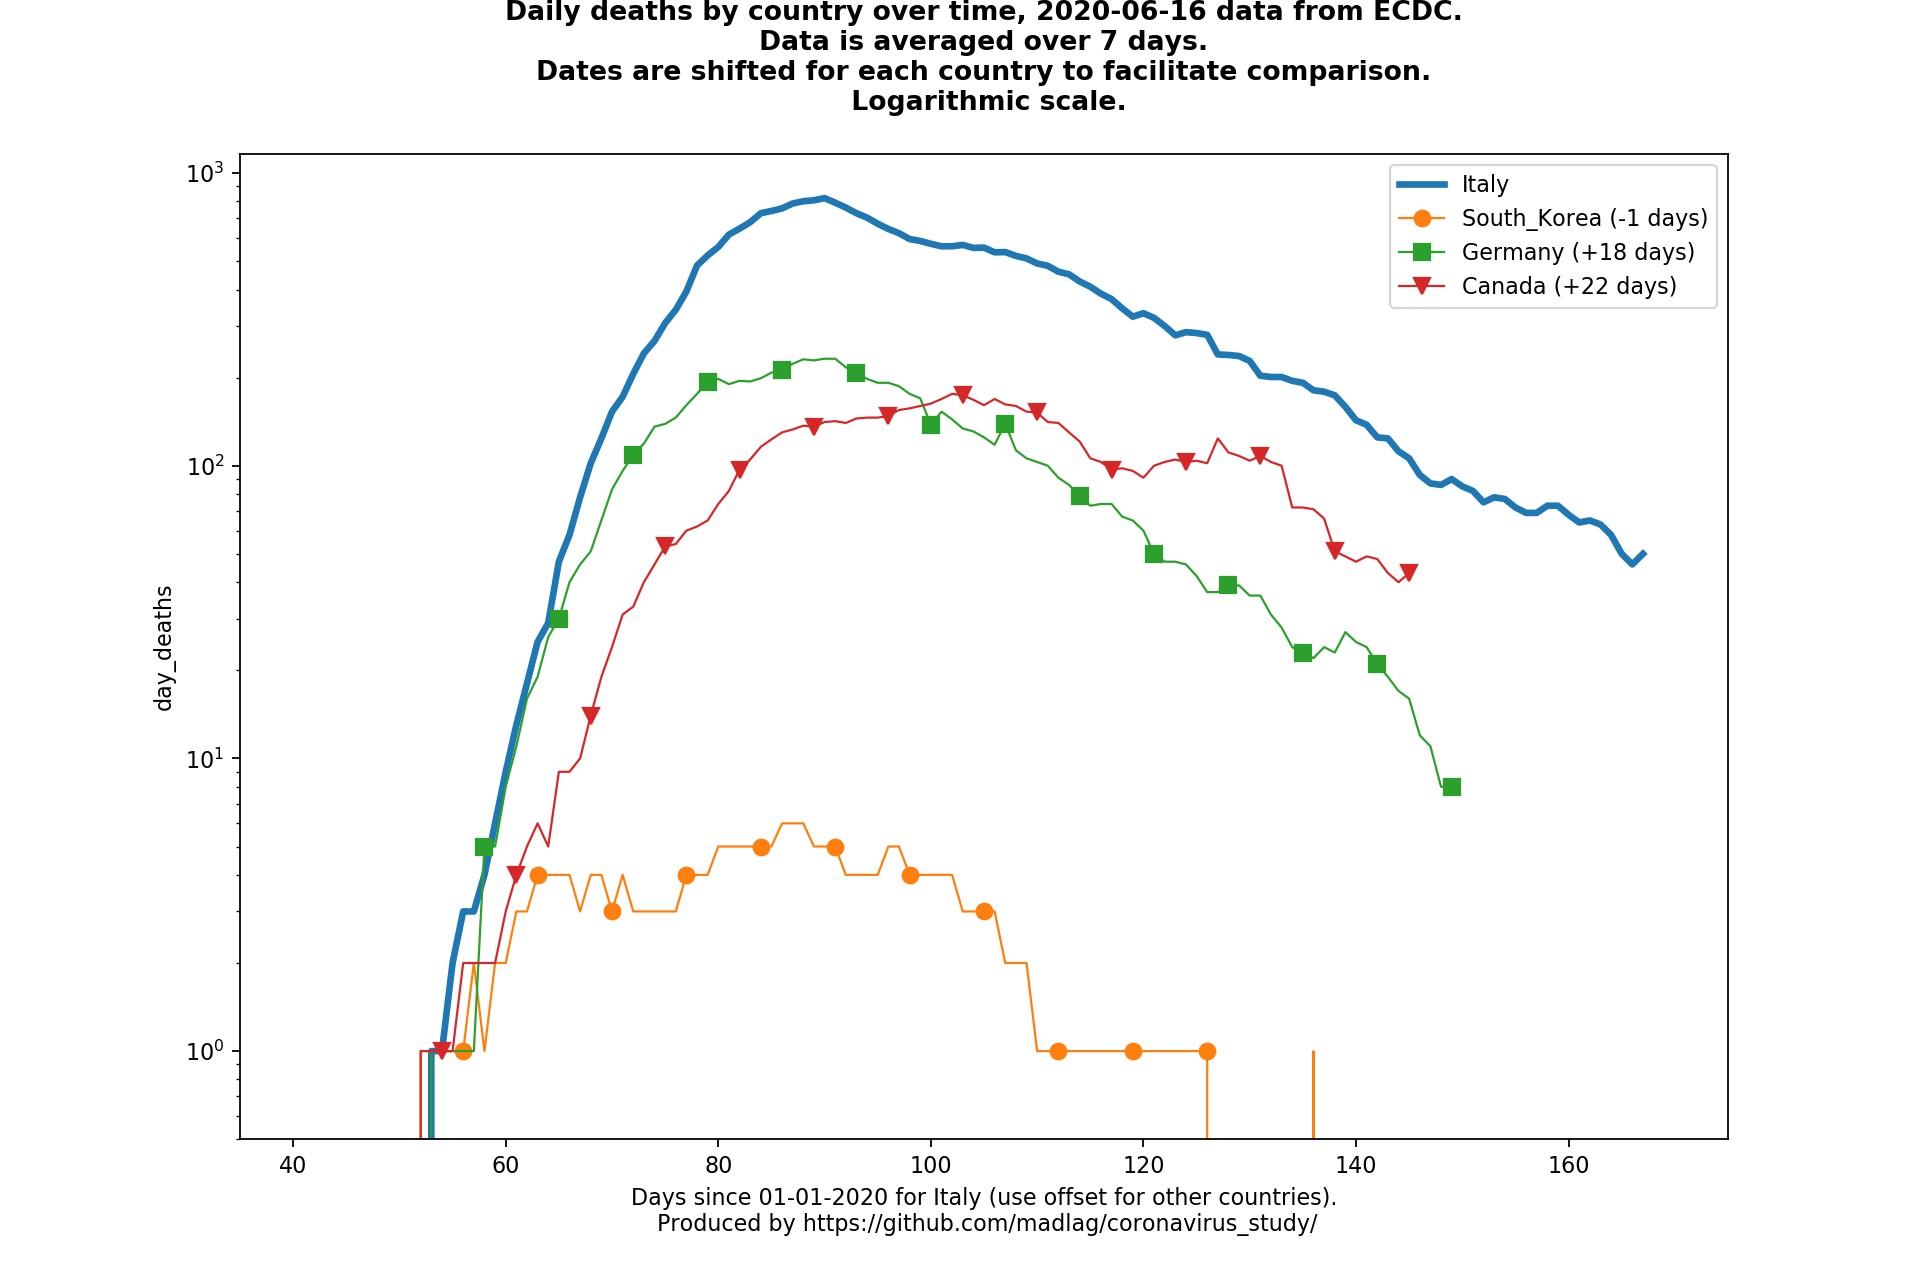 Daily deaths by country over time, 2020-06-16 data from ECDC.
Data is averaged over 7 days.
Dates are shifted for each country to facilitate comparison.
Logarithmic scale.
10³
10²
10¹
10⁰
day_deaths
Italy
South_Korea (-1 days)
Germany (+18 days)
Canada (+22 days)
40 60 80 100 120 140 160
Days since 01-01-2020 for Italy (use offset for other countries).
Produced by https://github.com/madlag/coronavirus_study/